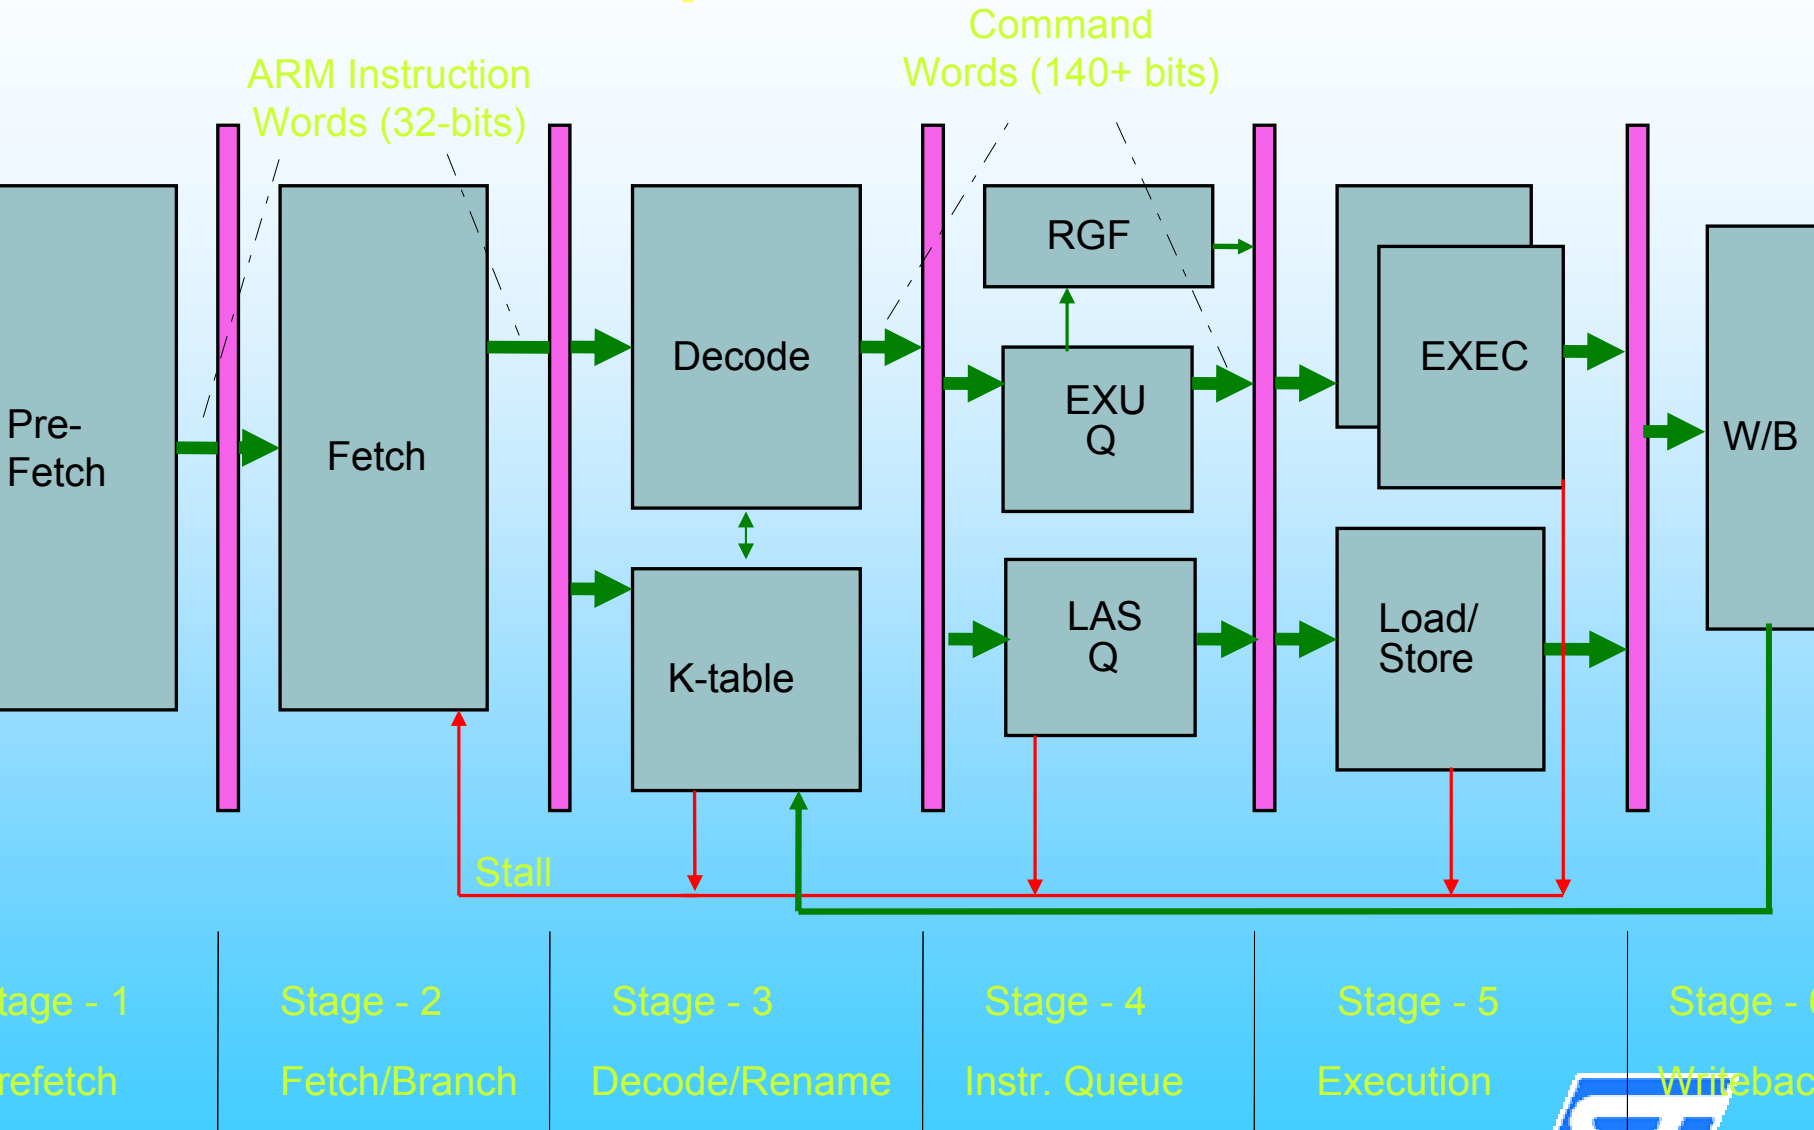 Command
Words (140+ bits)
ARM Instruction
Words (32-bits)
Pre-
Fetch
Fetch
Decode
K-table
RGF
EXU
Q
LAS
Q
EXEC
Load/
Store
W/B
Stall
tage - 1
Stage - 2
Stage - 3
Stage - 4
Stage - 5
Stage - 6
refetch
Fetch/Branch
Decode/Rename
Instr. Queue
Execution
Writebac